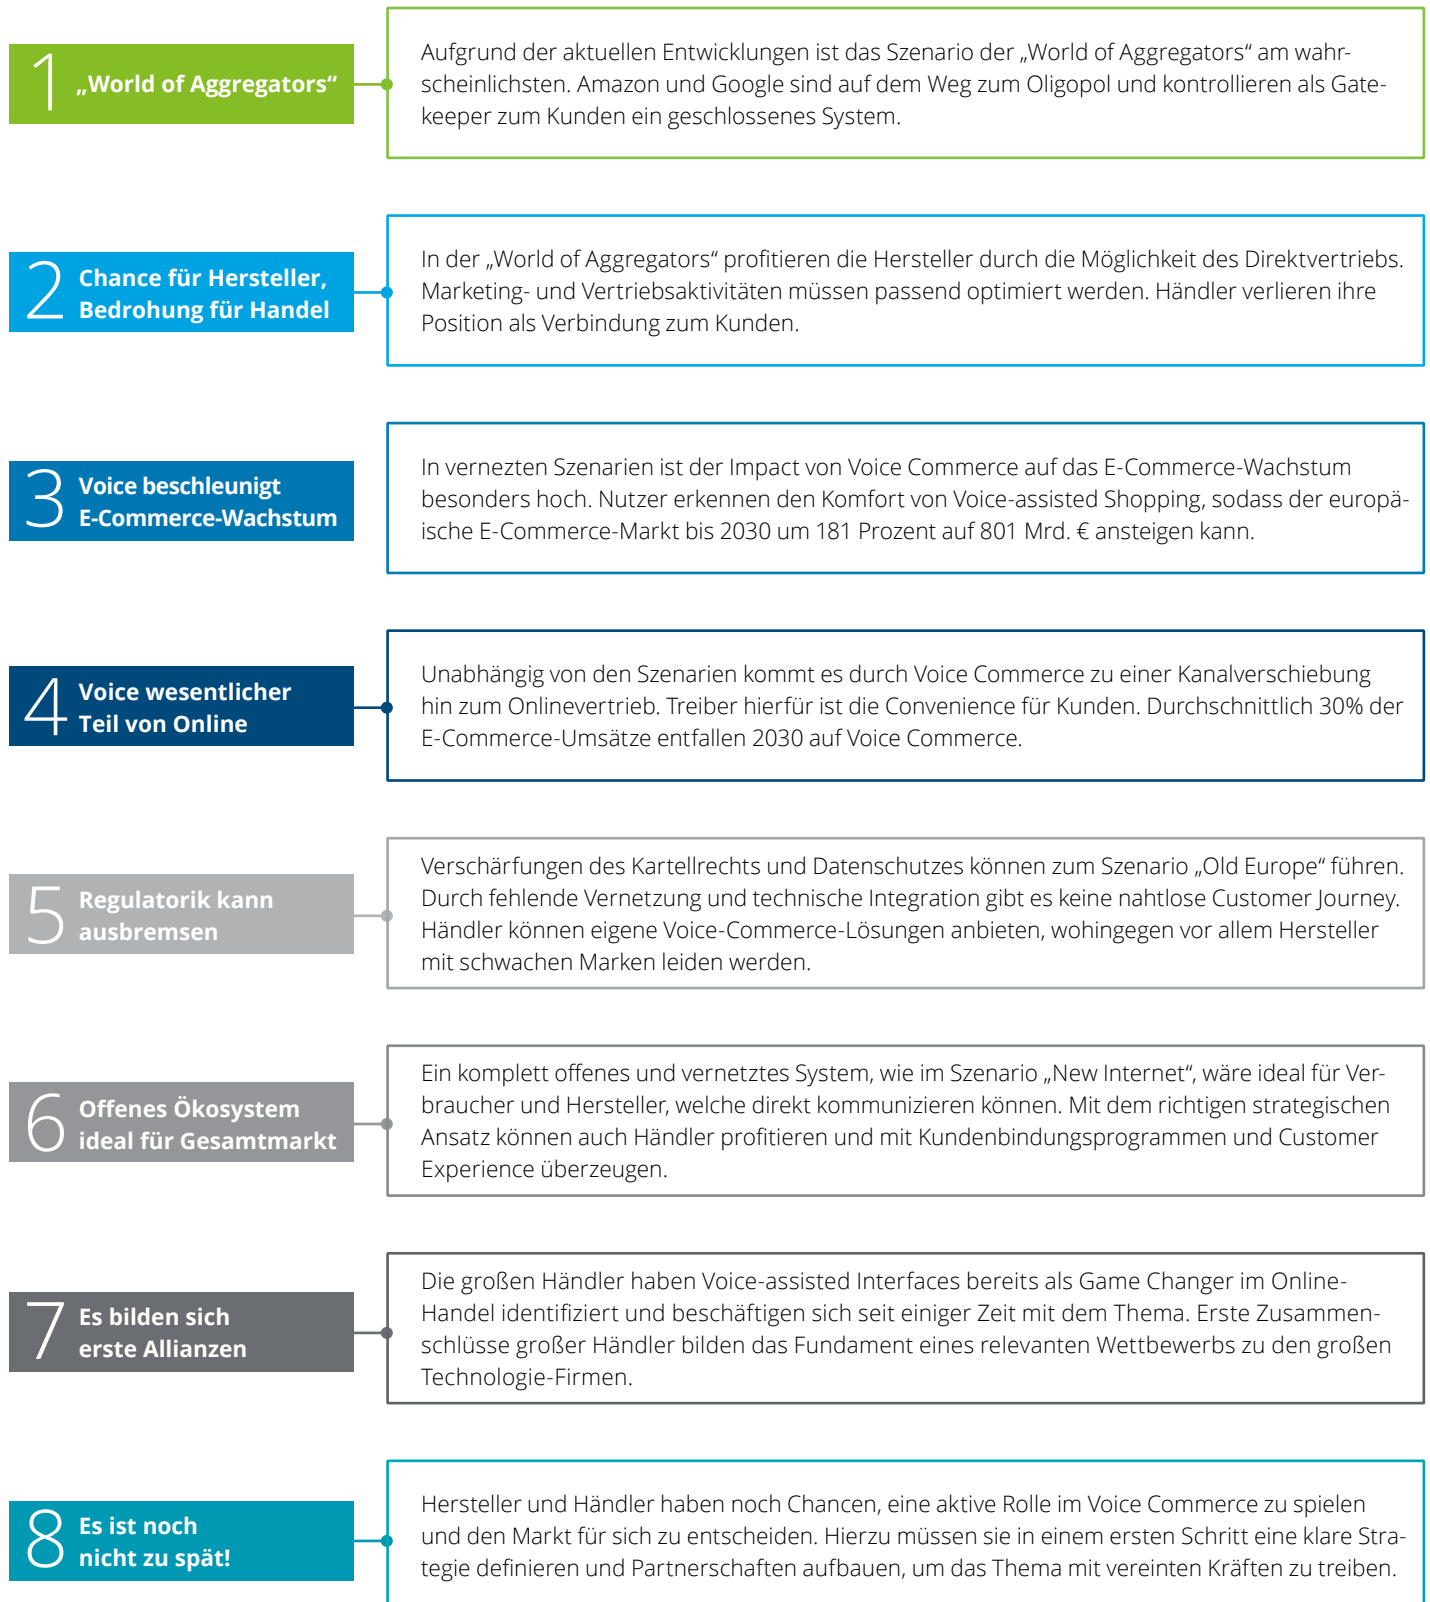 1
„World of Aggregators“
Aufgrund der aktuellen Entwicklungen ist das Szenario der „World of Aggregators“ am wahr-
scheinlichsten. Amazon und Google sind auf dem Weg zum Oligopol und kontrollieren als Gate-
keeper zum Kunden ein geschlossenes System.
2
Chance für Hersteller,
Bedrohung für Handel
In der „World of Aggregators“ profitieren die Hersteller durch die Möglichkeit des Direktvertriebs.
Marketing- und Vertriebsaktivitäten müssen passend optimiert werden. Händler verlieren ihre
Position als Verbindung zum Kunden.
3
Voice beschleunigt
E-Commerce-Wachstum
In vernezten Szenarien ist der Impact von Voice Commerce auf das E-Commerce-Wachstum
besonders hoch. Nutzer erkennen den Komfort von Voice-assisted Shopping, sodass der europä-
ische E-Commerce-Markt bis 2030 um 181 Prozent auf 801 Mrd. € ansteigen kann.
4
Voice wesentlicher
Teil von Online
Unabhängig von den Szenarien kommt es durch Voice Commerce zu einer Kanalverschiebung
hin zum Onlinevertrieb. Treiber hierfür ist die Convenience für Kunden. Durchschnittlich 30% der
E-Commerce-Umsätze entfallen 2030 auf Voice Commerce.
5
Regulatorik kann
ausbremsen
Verschärfungen des Kartellrechts und Datenschutzes können zum Szenario „Old Europe“ führen.
Durch fehlende Vernetzung und technische Integration gibt es keine nahtlose Customer Journey.
Händler können eigene Voice-Commerce-Lösungen anbieten, wohingegen vor allem Hersteller
mit schwachen Marken leiden werden.
6
Offenes Ökosystem
ideal für Gesamtmarkt
Ein komplett offenes und vernetztes System, wie im Szenario „New Internet“, wäre ideal für Ver-
braucher und Hersteller, welche direkt kommunizieren können. Mit dem richtigen strategischen
Ansatz können auch Händler profitieren und mit Kundenbindungsprogrammen und Customer
Experience überzeugen.
7
Es bilden sich
erste Allianzen
Die großen Händler haben Voice-assisted Interfaces bereits als Game Changer im Online-
Handel identifiziert und beschäftigen sich seit einiger Zeit mit dem Thema. Erste Zusammen-
schlüsse großer Händler bilden das Fundament eines relevanten Wettbewerbs zu den großen
Technologie-Firmen.
8
Es ist noch
nicht zu spät!
Hersteller und Händler haben noch Chancen, eine aktive Rolle im Voice Commerce zu spielen
und den Markt für sich zu entscheiden. Hierzu müssen sie in einem ersten Schritt eine klare Stra-
tegie definieren und Partnerschaften aufbauen, um das Thema mit vereinten Kräften zu treiben.